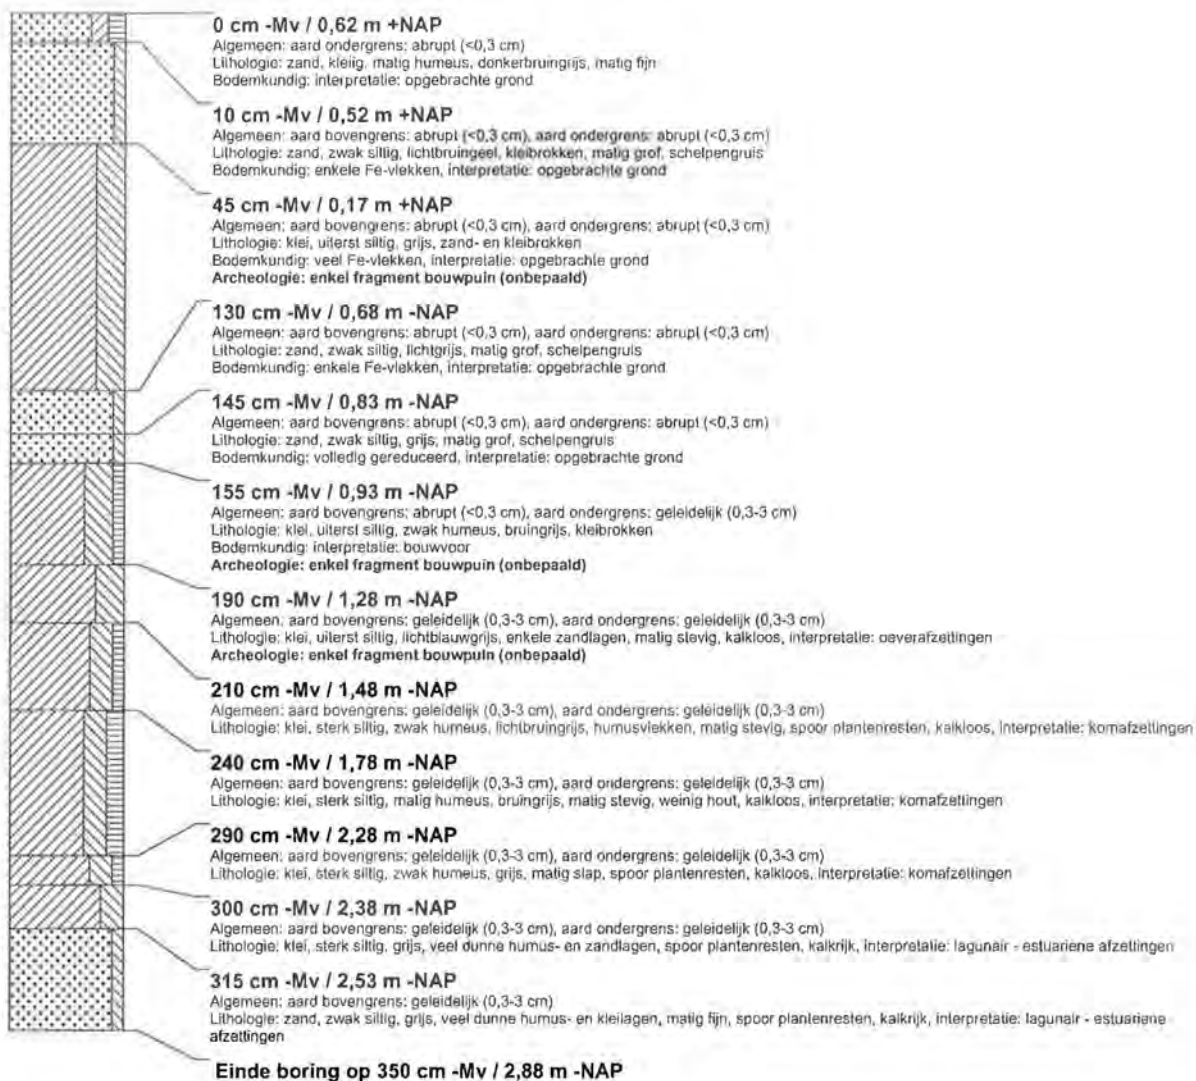 0 cm -Mv / 0,62 m +NAP
Algemeen: aard ondergrens: abrupt (<0,3 cm)
Lithologie: zand, kleiig, matig humeus, donkerbruingrijs, matig fijn
Bodemkundig: interpretatie: opgebrachte grond
10 cm -Mv / 0,52 m +NAP
Algemeen: aard bovengrens: abrupt (<0,3 cm), aard ondergrens: abrupt (<0,3 cm)
Lithologie: zand, zwak siltig, lichtbruingeel, kleibrokken, matig grof, schelpengruis
Bodemkundig: enkele Fe-vlekken, interpretatie: opgebrachte grond
45 cm -Mv / 0,17 m +NAP
Algemeen: aard bovengrens: abrupt (<0,3 cm), aard ondergrens: abrupt (<0,3 cm)
Lithologie: klei, uiterst siltig, grijs, zand- en kleibrokken
Bodemkundig: veel Fe-vlekken, interpretatie: opgebrachte grond
Archeologie: enkel fragment bouwpuin (onbepaald)
130 cm -Mv / 0,68 m -NAP
Algemeen: aard bovengrens: abrupt (<0,3 cm), aard ondergrens: abrupt (<0,3 cm)
Lithologie: zand, zwak siltig, lichtgrijs, matig grof, schelpengruis
Bodemkundig: enkele Fe-vlekken, interpretatie: opgebrachte grond
145 cm -Mv / 0,83 m -NAP
Algemeen: aard bovengrens: abrupt (<0,3 cm), aard ondergrens: abrupt (<0,3 cm)
Lithologie: zand, zwak siltig, grijs, matig grof, schelpengruis
Bodemkundig: volledig gereduceerd, interpretatie: opgebrachte grond
155 cm -Mv / 0,93 m -NAP
Algemeen: aard bovengrens: abrupt (<0,3 cm), aard ondergrens: geleidelijk (0,3-3 cm)
Lithologie: klei, uiterst siltig, zwak humeus, bruingrijs, kleibrokken
Bodemkundig: interpretatie: bouwvoor
Archeologie: enkel fragment bouwpuin (onbepaald)
190 cm -Mv / 1,28 m -NAP
Algemeen: aard bovengrens: geleidelijk (0,3-3 cm), aard ondergrens: geleidelijk (0,3-3 cm)
Lithologie: klei, uiterst siltig, lichtblauwgrijs, enkele zandlagen, matig stevig, kalkloos, interpretatie: oeverafzettingen
Archeologie: enkel fragment bouwpuin (onbepaald)
210 cm -Mv / 1,48 m -NAP
Algemeen: aard bovengrens: geleidelijk (0,3-3 cm), aard ondergrens: geleidelijk (0,3-3 cm)
Lithologie: klei, sterk siltig, zwak humeus, lichtbruingrijs, humusvlekken, matig stevig, spoor plantenresten, kalkloos, interpretatie: komafzettingen
240 cm -Mv / 1,78 m -NAP
Algemeen: aard bovengrens: geleidelijk (0,3-3 cm), aard ondergrens: geleidelijk (0,3-3 cm)
Lithologie: klei, sterk siltig, matig humeus, bruingrijs, matig stevig, weinig hout, kalkloos, interpretatie: komafzettingen
290 cm -Mv / 2,28 m -NAP
Algemeen: aard bovengrens: geleidelijk (0,3-3 cm), aard ondergrens: geleidelijk (0,3-3 cm)
Lithologie: klei, sterk siltig, zwak humeus, grijs, matig slap, spoor plantenresten, kalkloos, interpretatie: komafzettingen
300 cm -Mv / 2,38 m -NAP
Algemeen: aard bovengrens: geleidelijk (0,3-3 cm), aard ondergrens: geleidelijk (0,3-3 cm)
Lithologie: klei, sterk siltig, grijs, veel dunne humus- en zandlagen, spoor plantenresten, kalkrijk, interpretatie: lagunair - estuariene afzettingen
315 cm -Mv / 2,53 m -NAP
Algemeen: aard bovengrens: geleidelijk (0,3-3 cm)
Lithologie: zand, zwak siltig, grijs, veel dunne humus- en kleilagen, matig fijn, spoor plantenresten, kalkrijk, interpretatie: lagunair - estuariene
afzettingen
Einde boring op 350 cm -Mv / 2,88 m -NAP